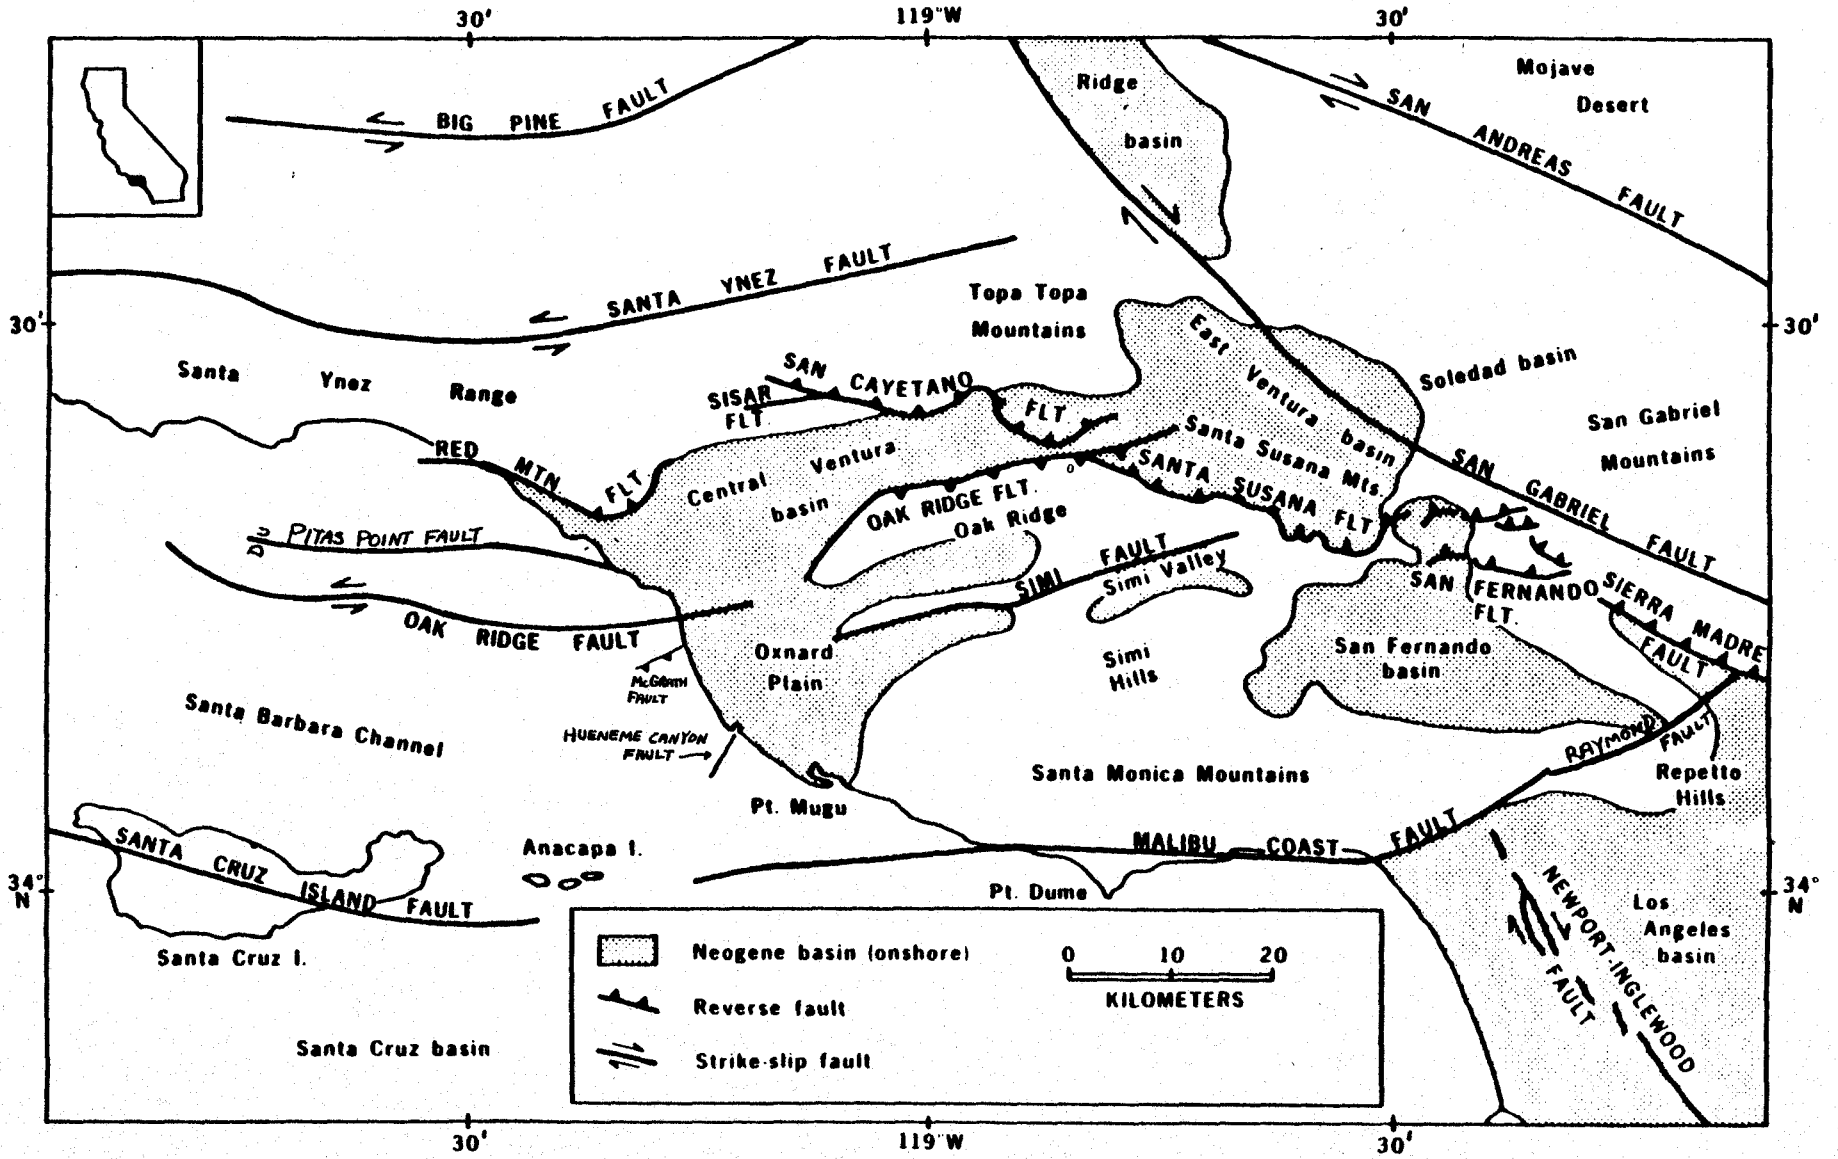 30' 119°W 30'
Ridge
basin
Mojave
Desert
SAN ANDREAS FAULT
BIG PINE FAULT
SANTA YNEZ FAULT
Topa Topa
Mountains
30'
30'
Santa Ynez Range
SAN CAYETANO FLT
SISAR
FLT
East Ventura basin
Soledad basin
San Gabriel
Mountains
RED MTN FLT
Central Ventura
basin
Santa Susana Mts.
SANTA SUSANA FLT
SAN GABRIEL FAULT
OAK RIDGE FLT.
Oak Ridge
U
D
PITAS POINT FAULT
SIMI FAULT
Simi Valley
SAN FERNANDO
FLT.
SIERRA MADRE
FAULT
OAK RIDGE FAULT
Oxnard
Plain
Simi
Hills
San Fernando
basin
McGRATH
FAULT
Santa Barbara Channel
HUENEME CANYON
FAULT
RAYMOND
FAULT
Pt. Mugu
Santa Monica Mountains
Repetto
Hills
SANTA CRUZ ISLAND FAULT
Anacapa I.
MALIBU COAST FAULT
Pt. Dume
34°
N
34°
N
Santa Cruz I.
NEWPORT-INGLEWOOD
FAULT
Los
Angeles
basin
Neogene basin (onshore)
Reverse fault
Strike-slip fault
0 10 20
KILOMETERS
Santa Cruz basin
30' 119°W 30'